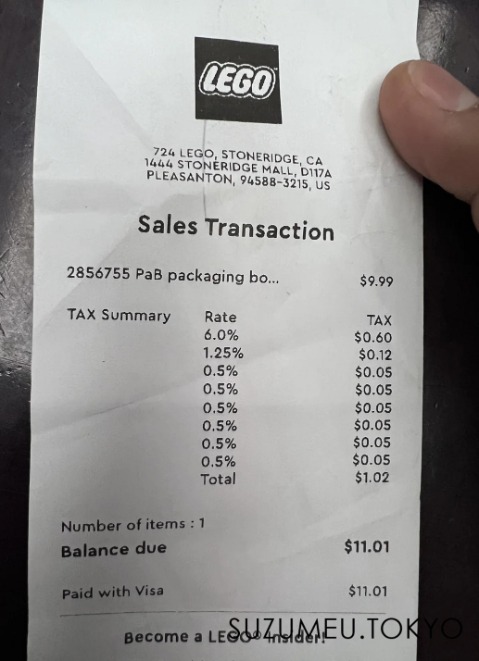 LEGO
724 LEGO, STONERIDGE, CA
1444 STONERIDGE MALL, D117A
PLEASANTON, 94588-3215, US
Sales Transaction
2856755 PaB packaging bo... $9.99
TAX Summary Rate TAX
6.0% $0.60
1.25% $0.12
0.5% $0.05
0.5% $0.05
0.5% $0.05
0.5% $0.05
0.5% $0.05
0.5% $0.05
Total $1.02
Number of items : 1
Balance due $11.01
Paid with Visa $11.01
Become a LEGO® Insider!
SUZUMEU.TOKYO